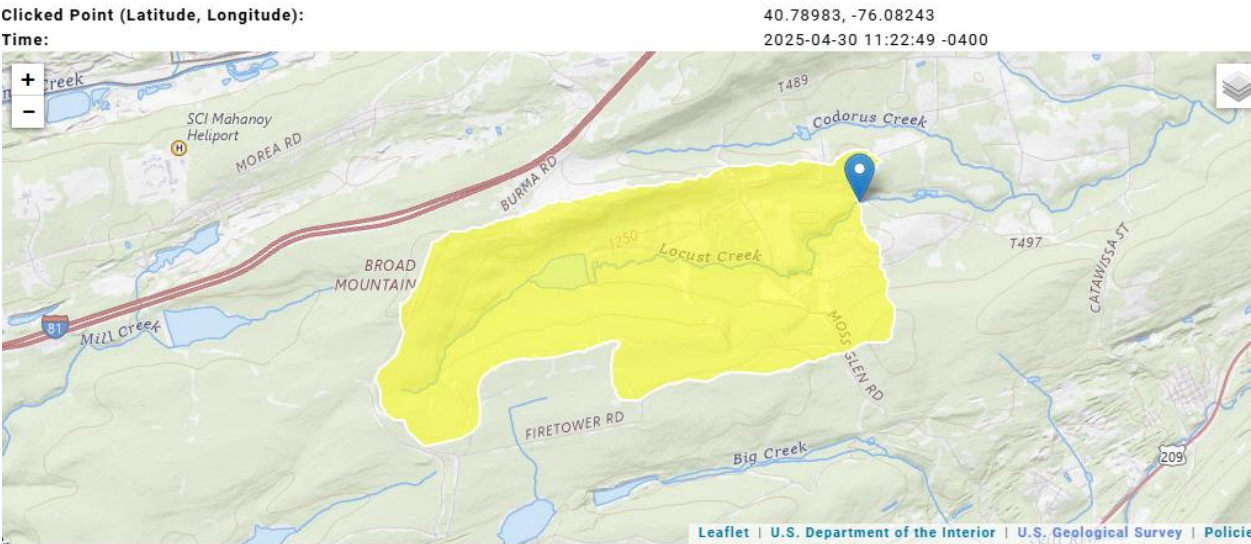 Clicked Point (Latitude, Longitude): 40.78983, -76.08243
Time: 2025-04-30 11:22:49 -0400
+
−
Creek
SCI Mahanoy
Heliport
H
MOREA RD
BURMA RD
T489
Codorus Creek
1250
Locust Creek
BROAD
MOUNTAIN
T497
CATAWISSA ST
81
Mill Creek
MOSS GLEN RD
FIRETOWER RD
Big Creek
209
Leaflet | U.S. Department of the Interior | U.S. Geological Survey | Policie